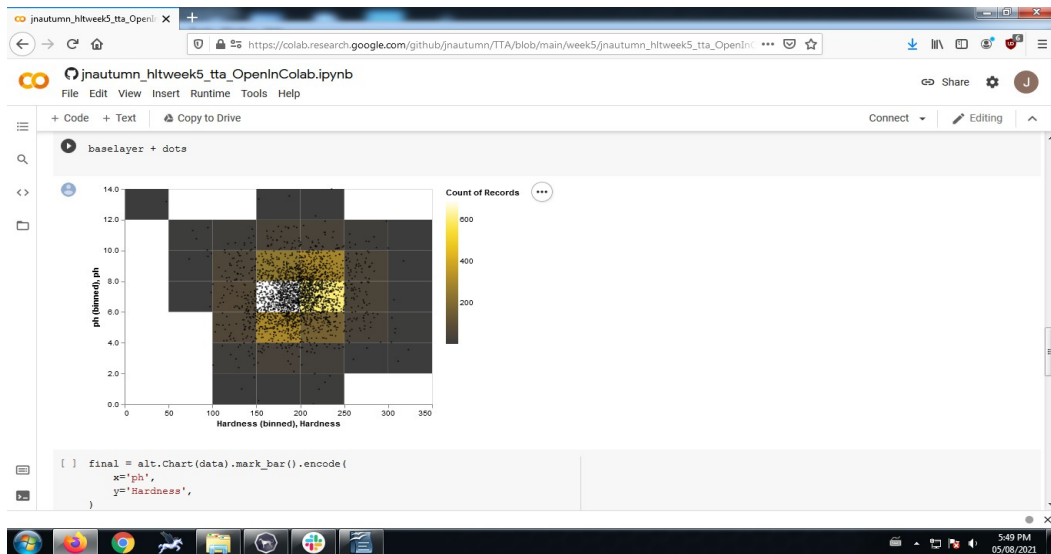 jnautumn_hltweek5_tta_OpenIn
https://colab.research.google.com/github/jnautumn/TTA/blob/main/week5/jnautumn_hltweek5_tta_OpenInC
6
CO
jnautumn_hltweek5_tta_OpenInColab.ipynb
File Edit View Insert Runtime Tools Help
Share
J
+ Code + Text Copy to Drive
Connect
Editing
baselayer + dots
14.0
12.0
10.0
8.0
6.0
4.0
2.0
0.0
ph (binned), ph
0 50 100 150 200 250 300 350
Hardness (binned), Hardness
Count of Records
600
400
200
[ ] final = alt.Chart(data).mark_bar().encode(
x='ph',
y='Hardness',
)
5:49 PM
05/08/2021